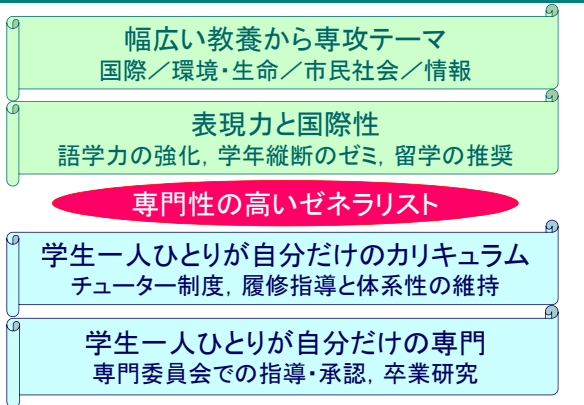 幅広い教養から専攻テーマ
国際／環境・生命／市民社会／情報
表現力と国際性
語学力の強化，学年縦断のゼミ，留学の推奨
専門性の高いゼネラリスト
学生一人ひとりが自分だけのカリキュラム
チューター制度，履修指導と体系性の維持
学生一人ひとりが自分だけの専門
専門委員会での指導・承認，卒業研究